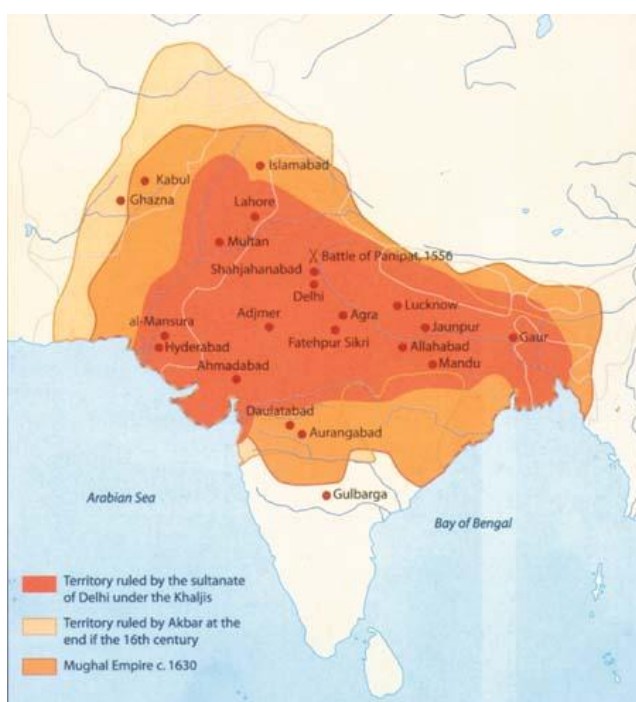 Kabul
Islamabad
Ghazna
Lahore
Multan
Battle of Panipat, 1556
Shahjahanabad
Delhi
Lucknow
Adjmer
Agra
al-Mansura
Jaunpur
Fatehpur Sikri
Gaur
Hyderabad
Allahabad
Ahmadabad
Mandu
Daulatabad
Aurangabad
Gulbarga
Arabian Sea
Bay of Bengal
Territory ruled by the sultanate
of Delhi under the Khaljis
Territory ruled by Akbar at the
end if the 16th century
Mughal Empire c. 1630